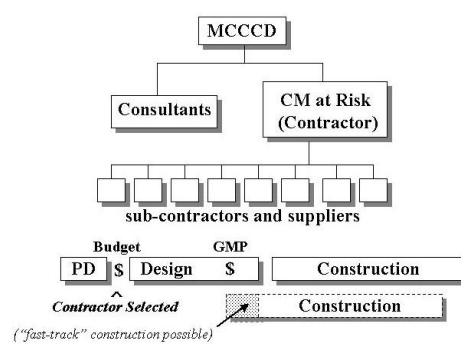 MCCCD
Consultants
CM at Risk
(Contractor)
sub-contractors and suppliers
Budget GMP
PD $ Design $ Construction
^
Contractor Selected
Construction
("fast-track" construction possible)